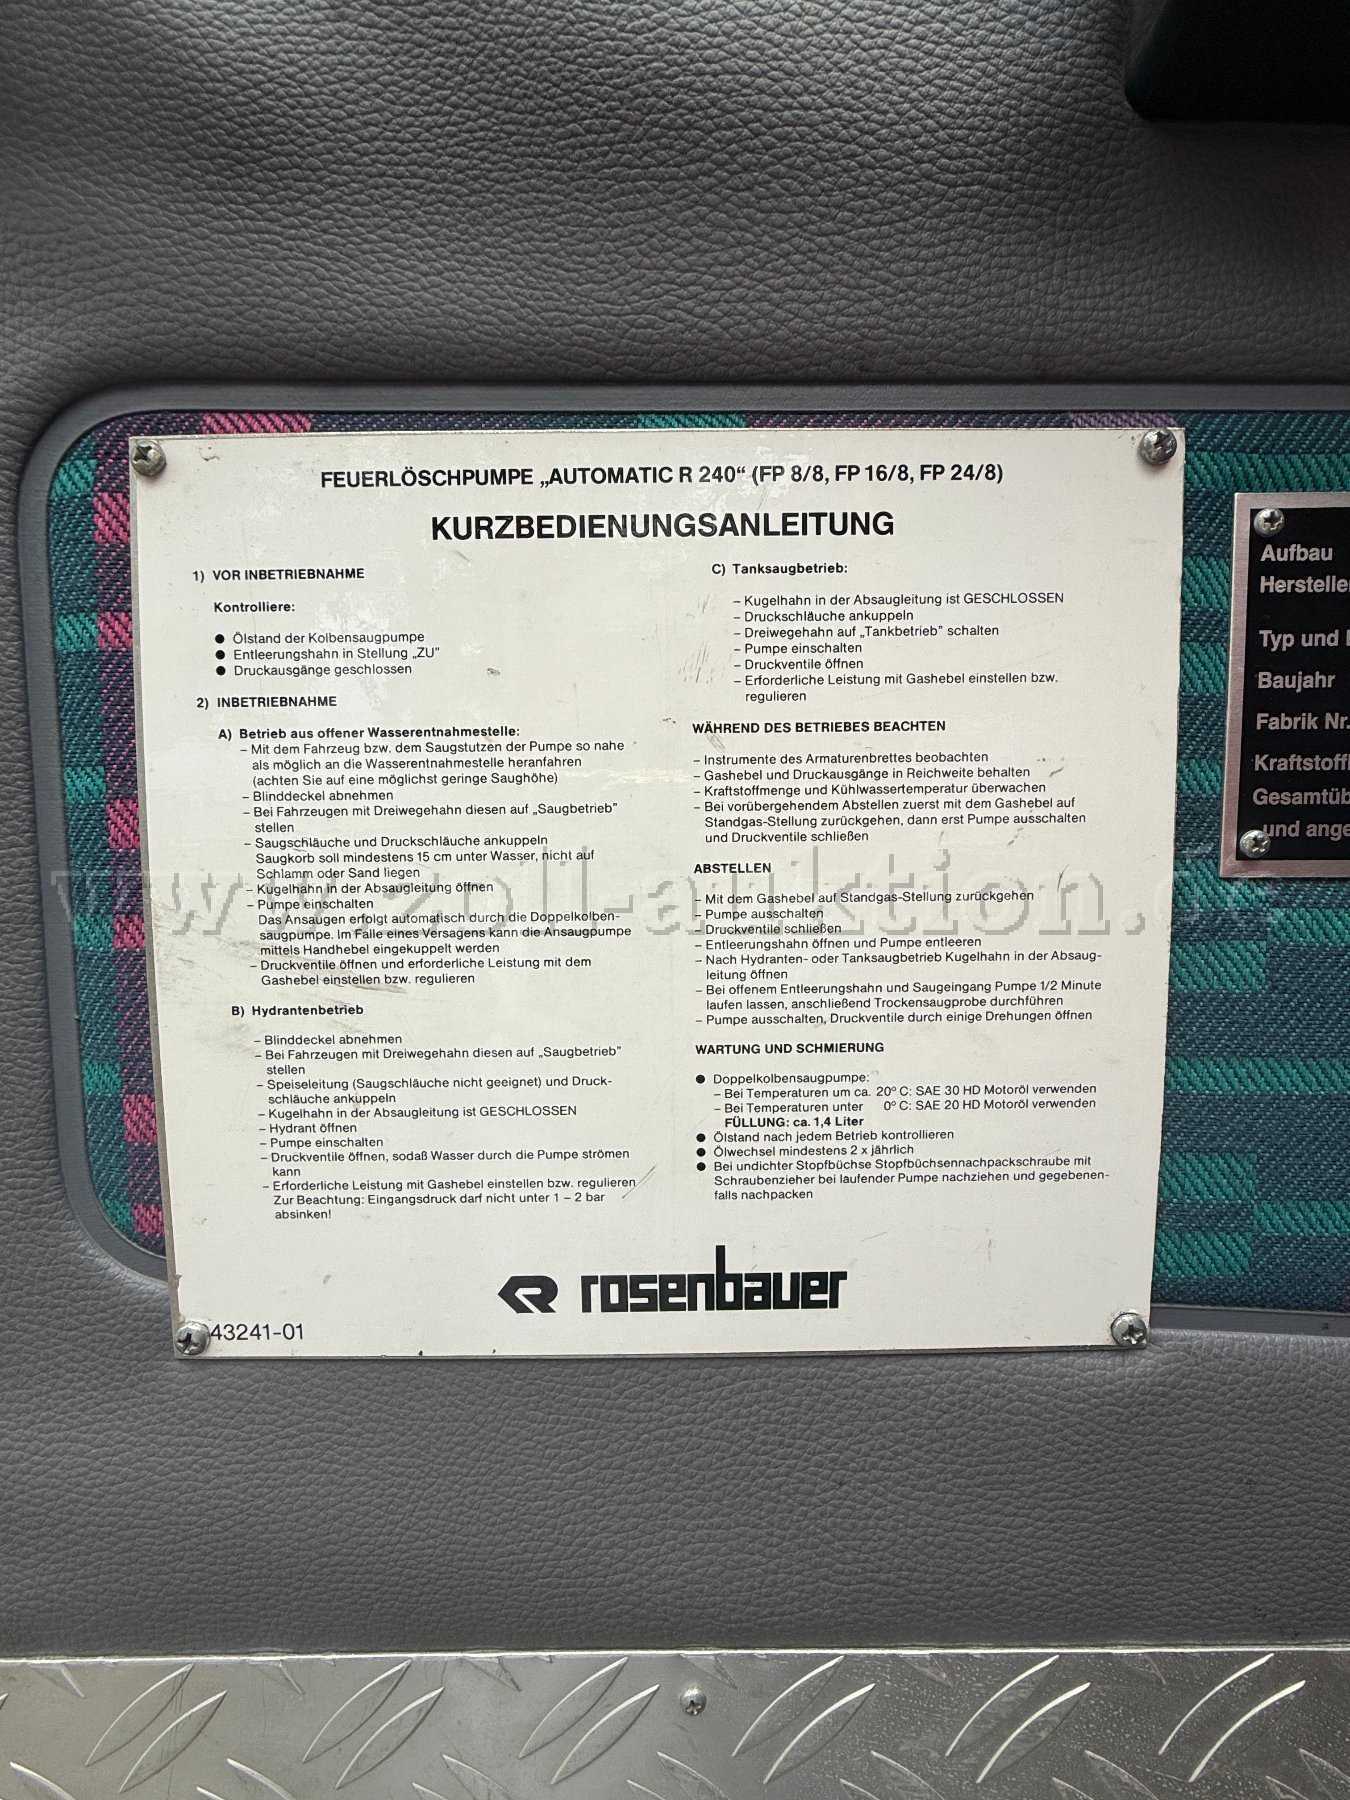 FEUERLÖSCHPUMPE „AUTOMATIC R 240“ (FP 8/8, FP 16/8, FP 24/8)
KURZBEDIENUNGSANLEITUNG
1) VOR INBETRIEBNAHME
Kontrolliere:
● Ölstand der Kolbensaugpumpe
● Entleerungshahn in Stellung „ZU“
● Druckausgänge geschlossen
2) INBETRIEBNAHME
A) Betrieb aus offener Wasserentnahmestelle:
– Mit dem Fahrzeug bzw. dem Saugstutzen der Pumpe so nahe
als möglich an die Wasserentnahmestelle heranfahren
(achten Sie auf eine möglichst geringe Saughöhe)
– Blinddeckel abnehmen
– Bei Fahrzeugen mit Dreiwegehahn diesen auf „Saugbetrieb“
stellen
– Saugschläuche und Druckschläuche ankuppeln
Saugkorb soll mindestens 15 cm unter Wasser, nicht auf
Schlamm oder Sand liegen
– Kugelhahn in der Absaugleitung öffnen
– Pumpe einschalten
Das Ansaugen erfolgt automatisch durch die Doppelkolben-
saugpumpe. Im Falle eines Versagens kann die Ansaugpumpe
mittels Handhebel eingekuppelt werden
– Druckventile öffnen und erforderliche Leistung mit dem
Gashebel einstellen bzw. regulieren
B) Hydrantenbetrieb
– Blinddeckel abnehmen
– Bei Fahrzeugen mit Dreiwegehahn diesen auf „Saugbetrieb“
stellen
– Speiseleitung (Saugschläuche nicht geeignet) und Druck-
schläuche ankuppeln
– Kugelhahn in der Absaugleitung ist GESCHLOSSEN
– Hydrant öffnen
– Pumpe einschalten
– Druckventile öffnen, sodaß Wasser durch die Pumpe strömen
kann
– Erforderliche Leistung mit Gashebel einstellen bzw. regulieren
Zur Beachtung: Eingangsdruck darf nicht unter 1 – 2 bar
absinken!
C) Tanksaugbetrieb:
– Kugelhahn in der Absaugleitung ist GESCHLOSSEN
– Druckschläuche ankuppeln
– Dreiwegehahn auf „Tankbetrieb“ schalten
– Pumpe einschalten
– Druckventile öffnen
– Erforderliche Leistung mit Gashebel einstellen bzw.
regulieren
WÄHREND DES BETRIEBES BEACHTEN
– Instrumente des Armaturenbrettes beobachten
– Gashebel und Druckausgänge in Reichweite behalten
– Kraftstoffmenge und Kühlwassertemperatur überwachen
– Bei vorübergehendem Abstellen zuerst mit dem Gashebel auf
Standgas-Stellung zurückgehen, dann erst Pumpe ausschalten
und Druckventile schließen
ABSTELLEN
– Mit dem Gashebel auf Standgas-Stellung zurückgehen
– Pumpe ausschalten
– Druckventile schließen
– Entleerungshahn öffnen und Pumpe entleeren
– Nach Hydranten- oder Tanksaugbetrieb Kugelhahn in der Absaug-
leitung öffnen
– Bei offenem Entleerungshahn und Saugeingang Pumpe 1/2 Minute
laufen lassen, anschließend Trockensaugprobe durchführen
– Pumpe ausschalten, Druckventile durch einige Drehungen öffnen
WARTUNG UND SCHMIERUNG
● Doppelkolbensaugpumpe:
– Bei Temperaturen um ca. 20° C: SAE 30 HD Motoröl verwenden
– Bei Temperaturen unter 0° C: SAE 20 HD Motoröl verwenden
FÜLLUNG: ca. 1,4 Liter
● Ölstand nach jedem Betrieb kontrollieren
● Ölwechsel mindestens 2 x jährlich
● Bei undichter Stopfbüchse Stopfbüchsennachpackschraube mit
Schraubenzieher bei laufender Pumpe nachziehen und gegebenen-
falls nachpacken
rosenbauer
43241-01
Aufbau
Typ und
Baujahr
Fabrik Nr.
www.zoll-auktion.de